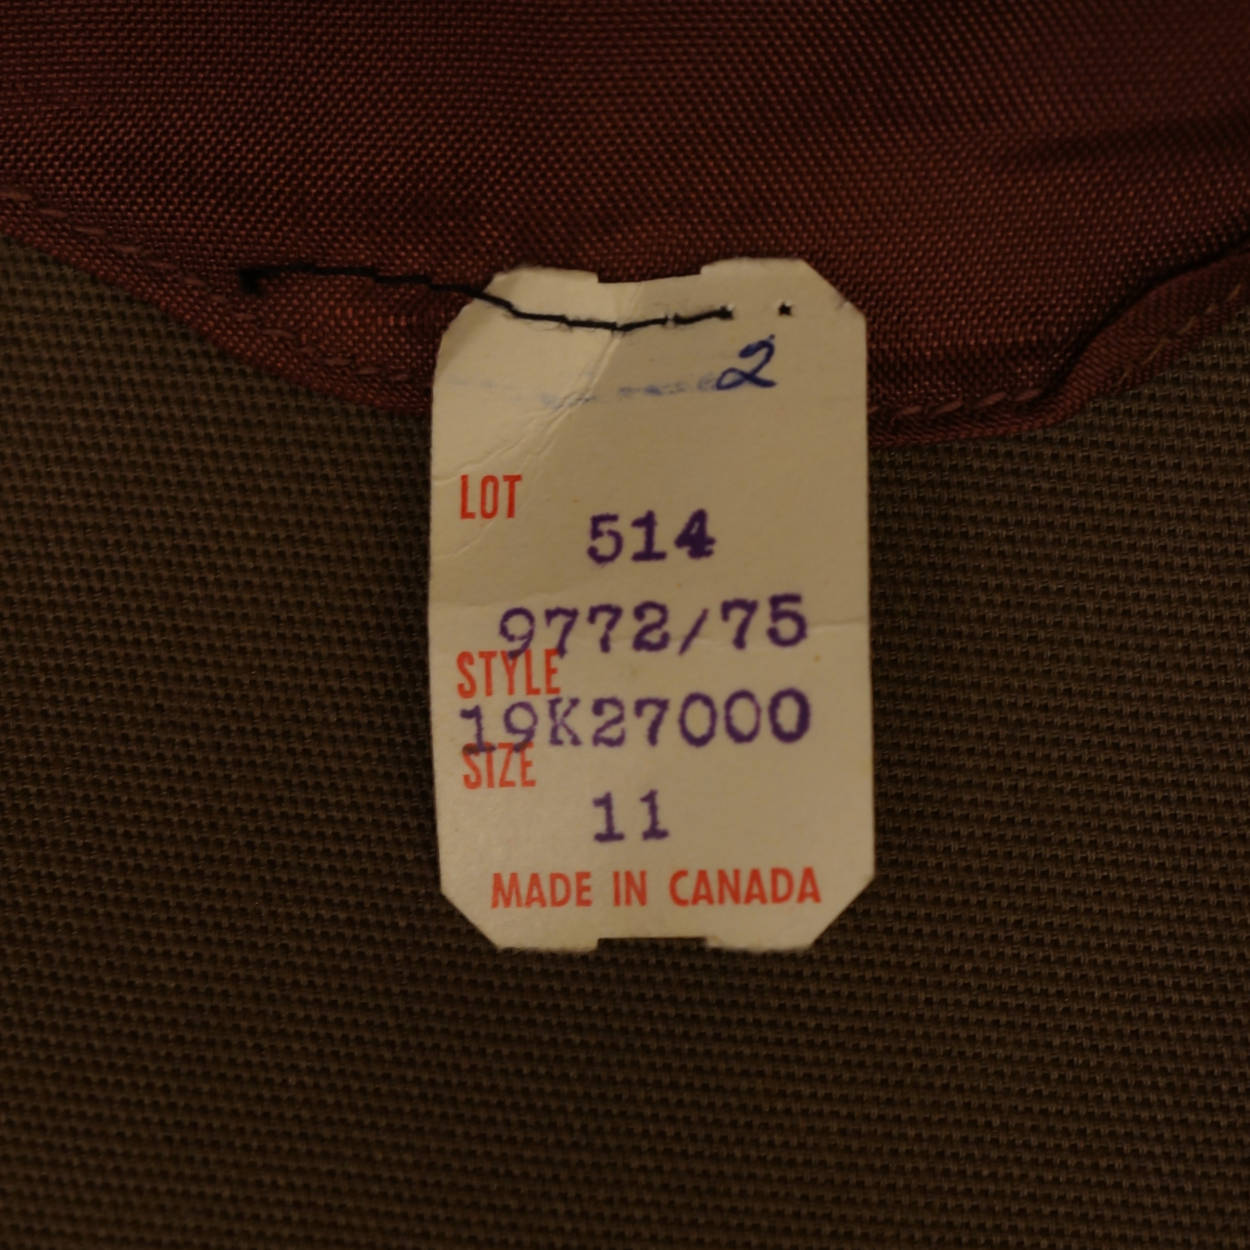 2
LOT
514
9772/75
STYLE
19K27000
SIZE
11
MADE IN CANADA